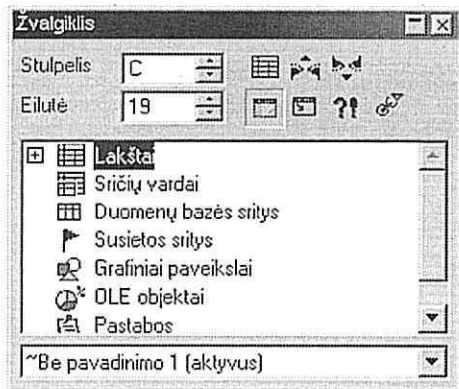 Žvalgiklis
Stulpelis C
Eilutė 19
Lakštai
Sričių vardai
Duomenų bazės sritys
Susietos sritys
Grafiniai paveikslai
OLE objektai
Pastabos
~Be pavadinimo 1 (aktyvus)